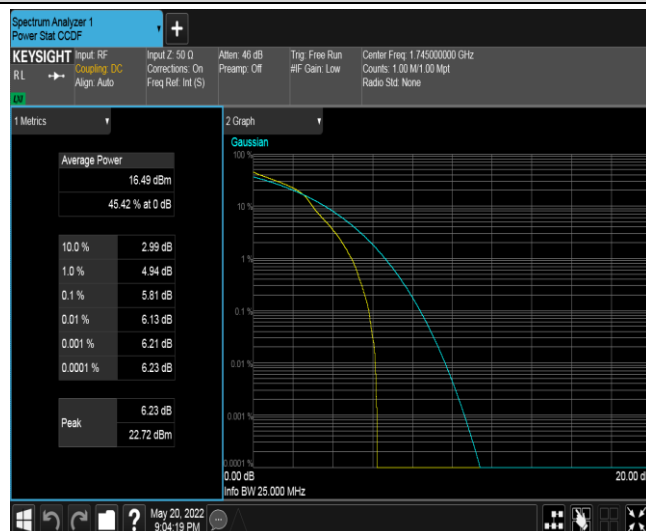 Spectrum Analyzer 1
Power Stat CCDF
+
KEYSIGHT
RL
LM
Input: RF
Coupling: DC
Align: Auto
Input Z: 50 Ω
Corrections: On
Freq Ref: Int (S)
Atten: 46 dB
Preamp: Off
Trig: Free Run
#IF Gain: Low
Center Freq: 1.745000000 GHz
Counts: 1.00 M/1.00 Mpt
Radio Std: None
1 Metrics
Average Power
16.49 dBm
45.42 % at 0 dB
10.0 % 2.99 dB
1.0 % 4.94 dB
0.1 % 5.81 dB
0.01 % 6.13 dB
0.001 % 6.21 dB
0.0001 % 6.23 dB
Peak
6.23 dB
22.72 dBm
2 Graph
Gaussian
100 %
10 %
1 %
0.1 %
0.01 %
0.001 %
0.0001 %
0.00 dB
20.00 d
Info BW 25.000 MHz
?
May 20, 2022
9:04:19 PM